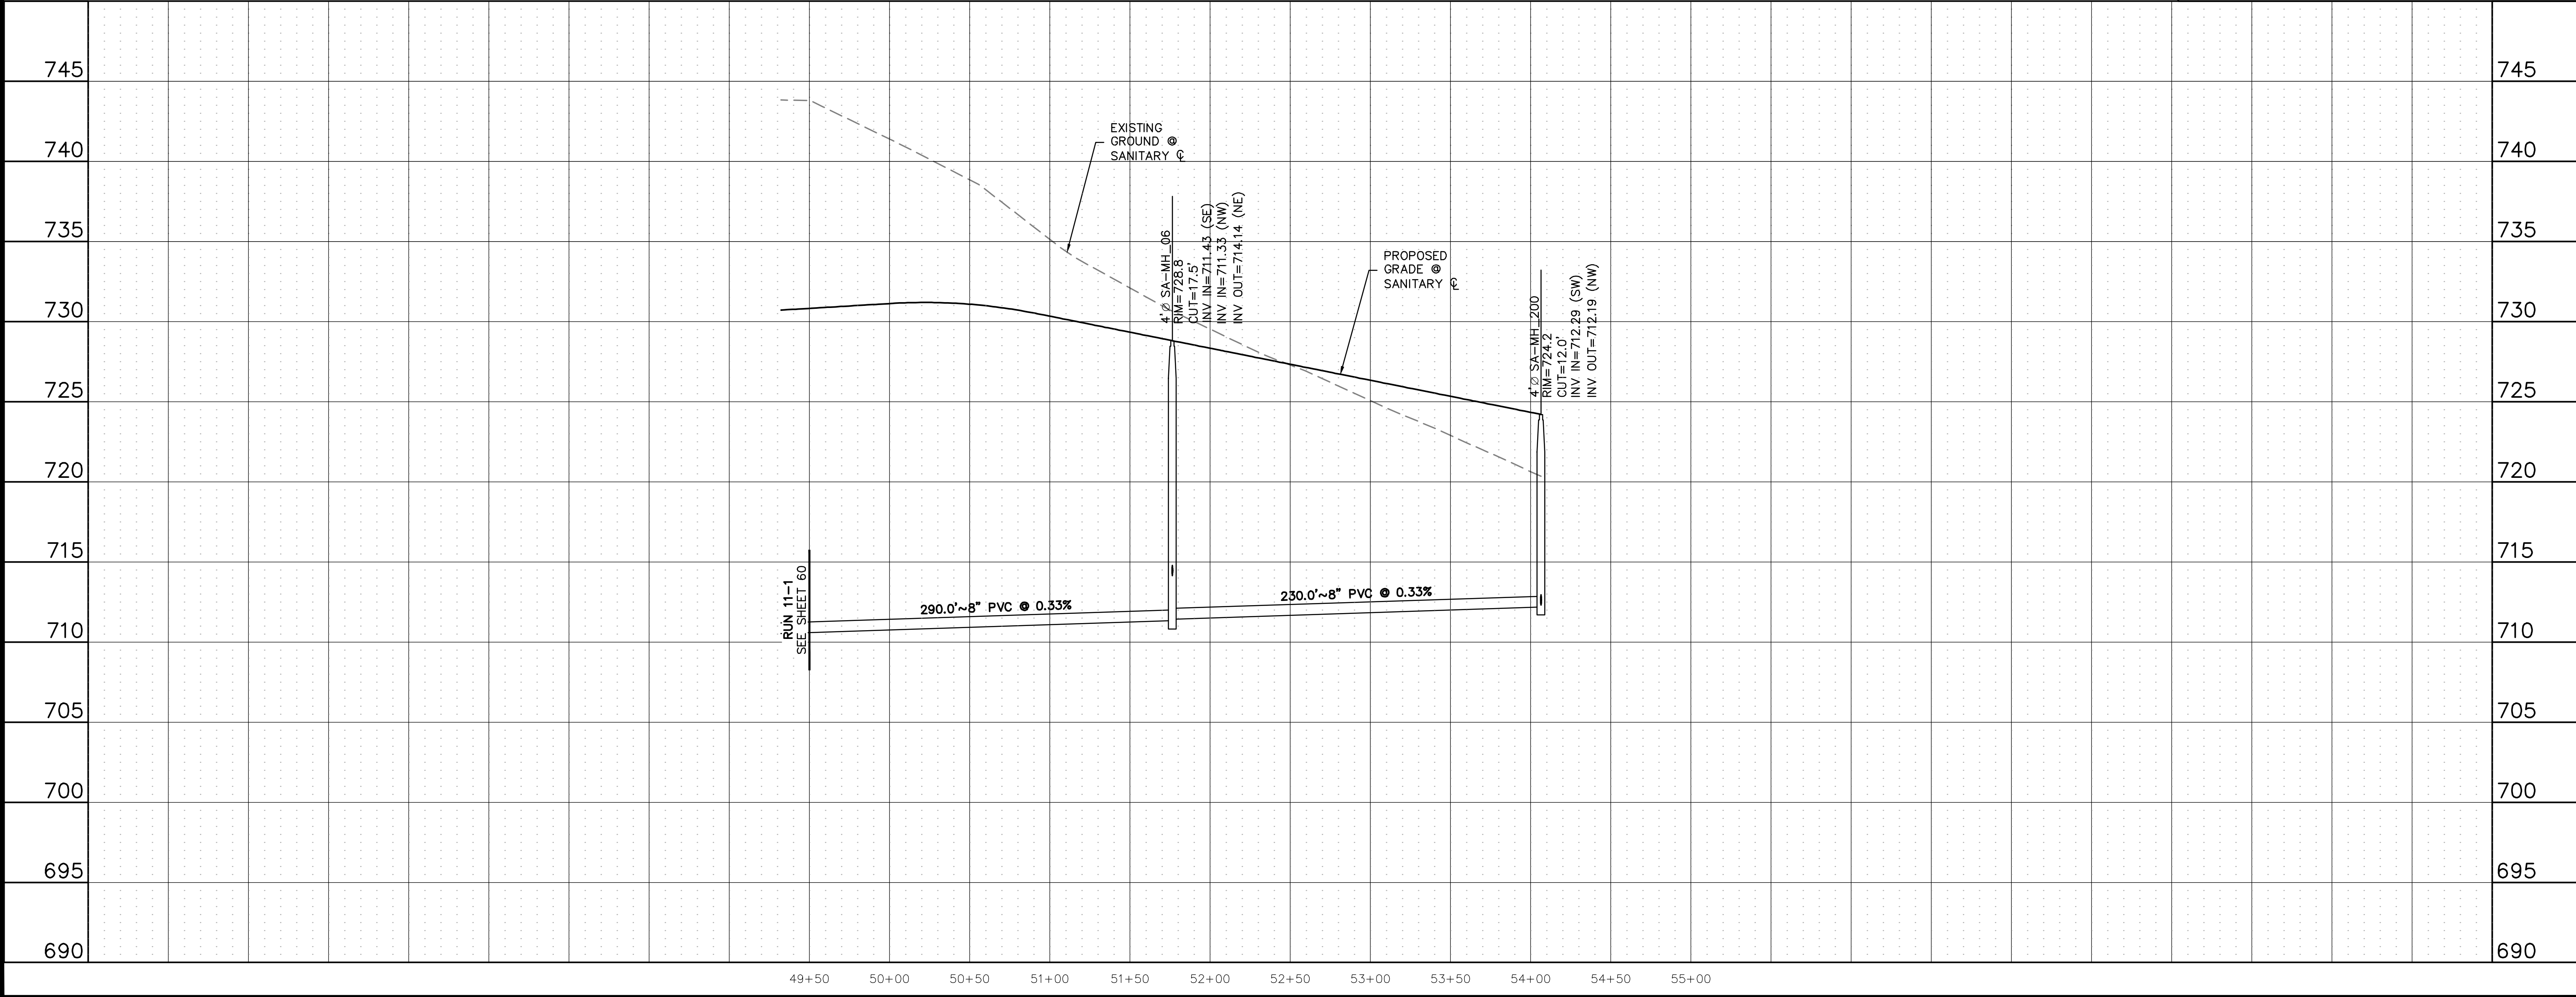 745
740
735
730
725
720
715
710
705
700
695
690
EXISTING
GROUND @
SANITARY ℄
4'∅ SA-MH_06
RIM=728.8
CUT=17.5'
INV IN=711.43 (SE)
INV IN=711.33 (NW)
INV OUT=714.14 (NE)
PROPOSED
GRADE @
SANITARY ℄
4'∅ SA-MH_200
RIM=724.2
CUT=12.0'
INV IN=712.29 (SW)
INV OUT=712.19 (NW)
RUN 11-1
SEE SHEET 60
290.0'~8" PVC @ 0.33%
230.0'~8" PVC @ 0.33%
745
740
735
730
725
720
715
710
705
700
695
690
49+50 50+00 50+50 51+00 51+50 52+00 52+50 53+00 53+50 54+00 54+50 55+00